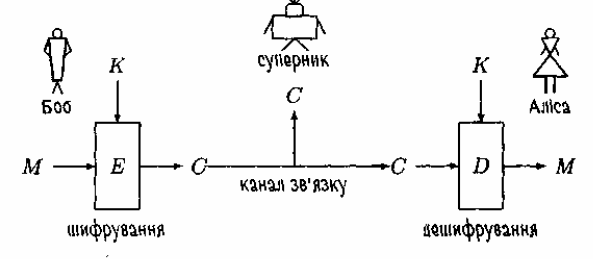 суперник
K
K
Боб
C
Аліса
M E C C D M
канал зв'язку
шифрування
дешифрування